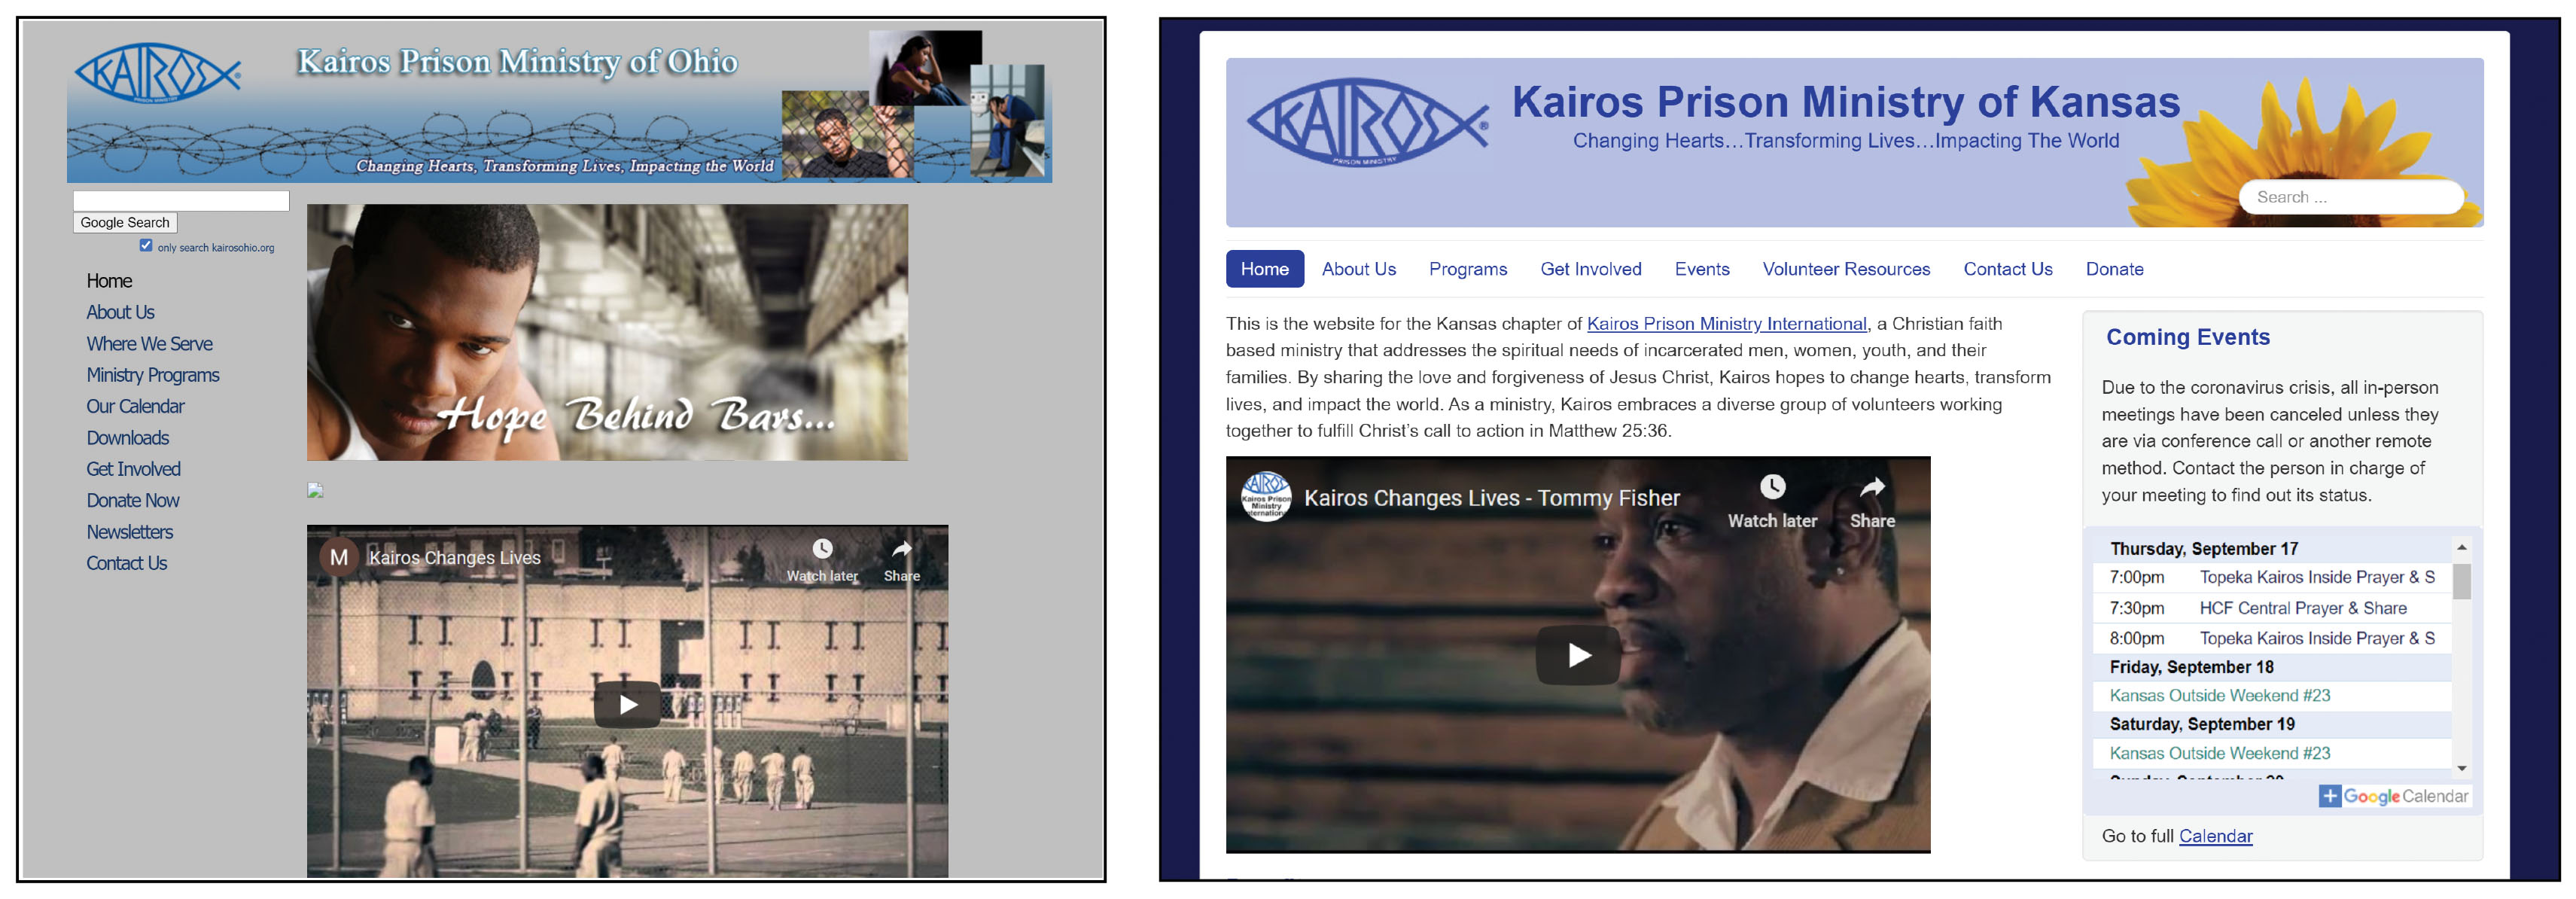 KAIROS®
PRISON MINISTRY
Kairos Prison Ministry of Ohio
Changing Hearts, Transforming Lives, Impacting the World
Google Search
only search kairosohio.org
Home
About Us
Where We Serve
Ministry Programs
Our Calendar
Downloads
Get Involved
Donate Now
Newsletters
Contact Us
Hope Behind Bars...
M Kairos Changes Lives
Watch later Share
KAIROS®
PRISON MINISTRY
Kairos Prison Ministry of Kansas
Changing Hearts...Transforming Lives...Impacting The World
Search ...
Home About Us Programs Get Involved Events Volunteer Resources Contact Us Donate
This is the website for the Kansas chapter of Kairos Prison Ministry International, a Christian faith
based ministry that addresses the spiritual needs of incarcerated men, women, youth, and their
families. By sharing the love and forgiveness of Jesus Christ, Kairos hopes to change hearts, transform
lives, and impact the world. As a ministry, Kairos embraces a diverse group of volunteers working
together to fulfill Christ's call to action in Matthew 25:36.
KAIROS
Kairos Prison
Ministry
International
Kairos Changes Lives - Tommy Fisher
Watch later Share
Coming Events
Due to the coronavirus crisis, all in-person
meetings have been canceled unless they
are via conference call or another remote
method. Contact the person in charge of
your meeting to find out its status.
Thursday, September 17
7:00pm Topeka Kairos Inside Prayer & S
7:30pm HCF Central Prayer & Share
8:00pm Topeka Kairos Inside Prayer & S
Friday, September 18
Kansas Outside Weekend #23
Saturday, September 19
Kansas Outside Weekend #23
Sunday, September 20
+ Google Calendar
Go to full Calendar